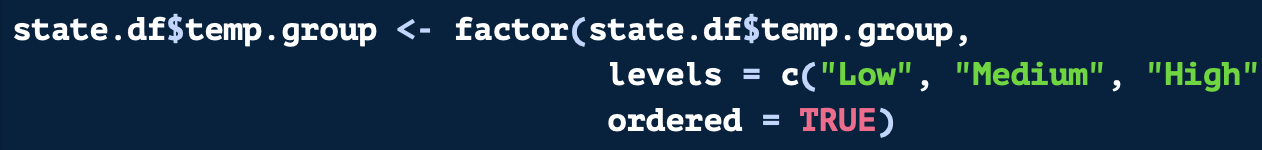 state.df$temp.group <- factor(state.df$temp.group,
levels = c("Low", "Medium", "High"
ordered = TRUE)